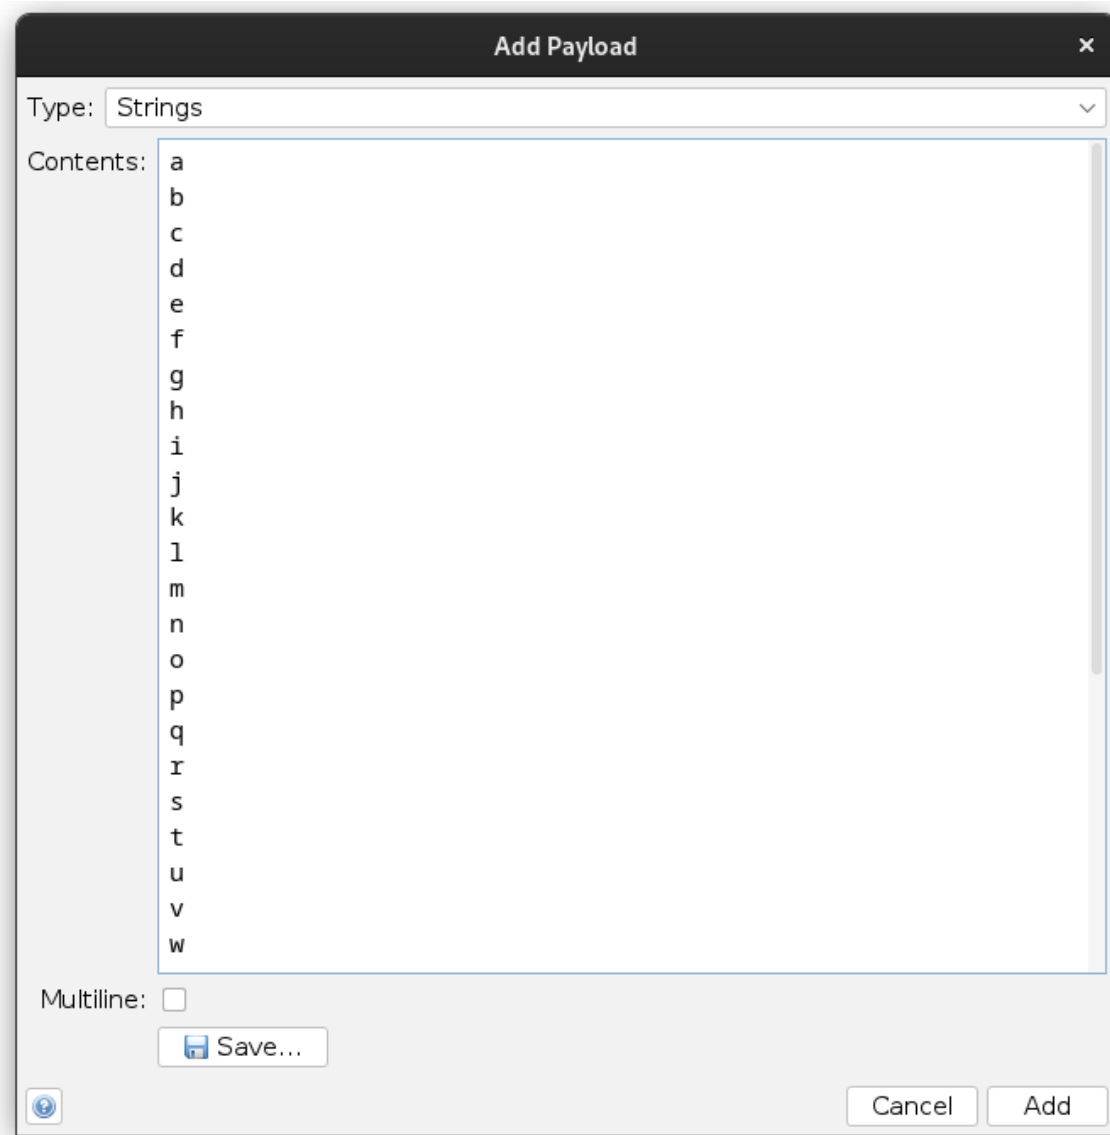 Add Payload ×
Type: Strings
Contents: a
b
c
d
e
f
g
h
i
j
k
l
m
n
o
p
q
r
s
t
u
v
w
Multiline:
Save...
Cancel Add